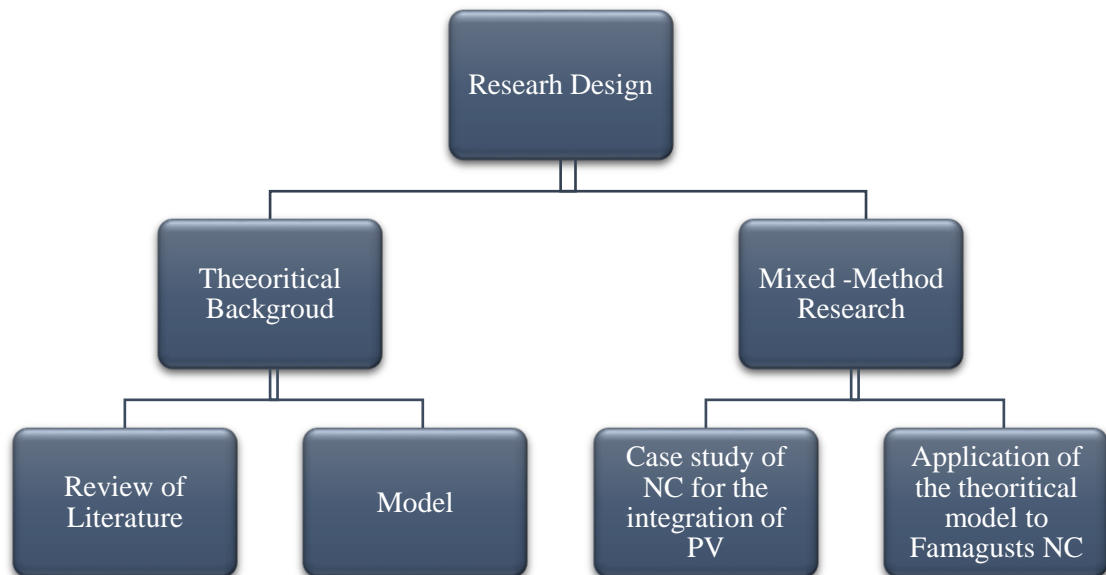 Researh Design
Theeoritical
Backgroud
Mixed -Method
Research
Review of
Literature
Model
Case study of
NC for the
integration of
PV
Application of
the theoritical
model to
Famagusts NC